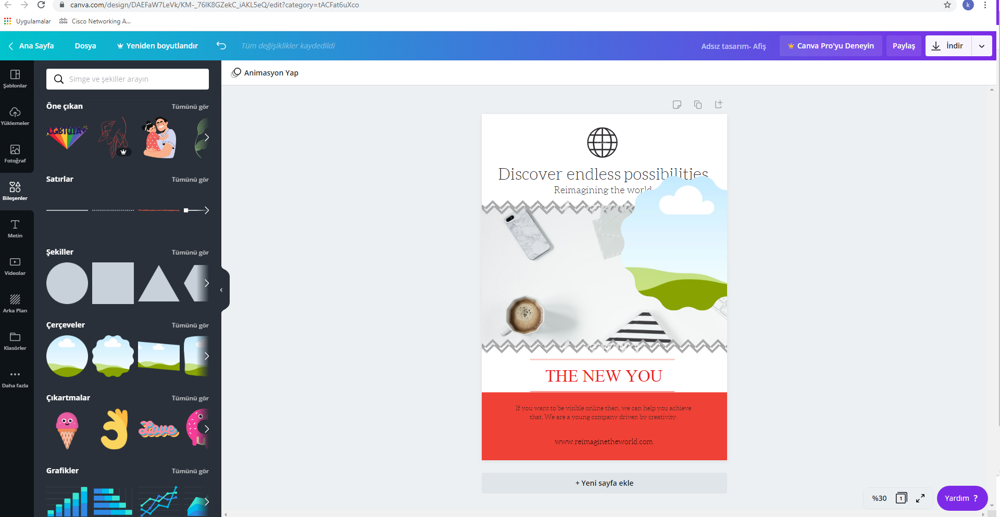 canva.com/design/DAEFaW7LeVk/KM-_76IK8GZekC_iAKL5eQ/edit?category=tACFat6uXco
k
Uygulamalar
Cisco Networking A...
Ana Sayfa
Dosya
Yeniden boyutlandır
Tüm değişiklikler kaydedildi
Adsız tasarım- Afiş
Canva Pro'yu Deneyin
Paylaş
İndir
Şablonlar
Yüklemeler
Fotoğraf
Bileşenler
Metin
Videolar
Arka Plan
Klasörler
Daha fazla
Simge ve şekiller arayın
Öne çıkan
Tümünü gör
LGBTQIA+
Satırlar
Tümünü gör
Şekiller
Tümünü gör
Çerçeveler
Tümünü gör
Çıkartmalar
Tümünü gör
Love
Grafikler
Tümünü gör
Animasyon Yap
Discover endless possibilities
Reimagining the world
THE NEW YOU
If you want to be visible online then, we can help you achieve
that. We are a young company driven by creativity.
www.reimaginetheworld.com
+ Yeni sayfa ekle
%30
1
Yardım ?